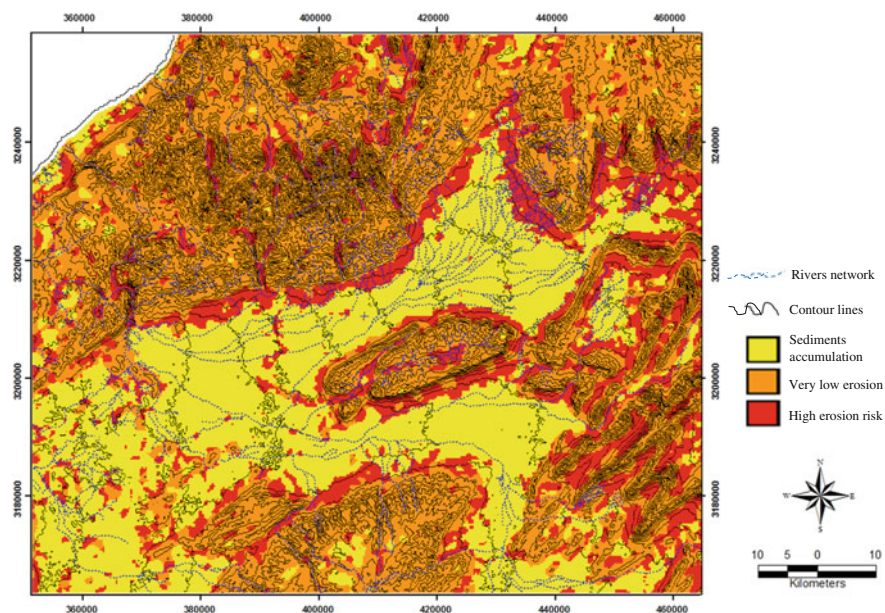 360000 380000 400000 420000 440000 460000
3240000 3240000
3220000 3220000
3200000 3200000
3180000 3180000
360000 380000 400000 420000 440000 460000
Rivers network
Contour lines
Sediments
accumulation
Very low erosion
High erosion risk
N
W E
S
10 5 0 10
Kilometers